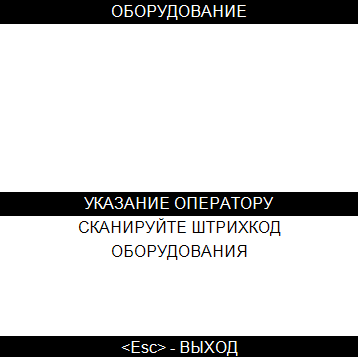 ОБОРУДОВАНИЕ
УКАЗАНИЕ ОПЕРАТОРУ
СКАНИРУЙТЕ ШТРИХКОД
ОБОРУДОВАНИЯ
<Esc> - ВЫХОД